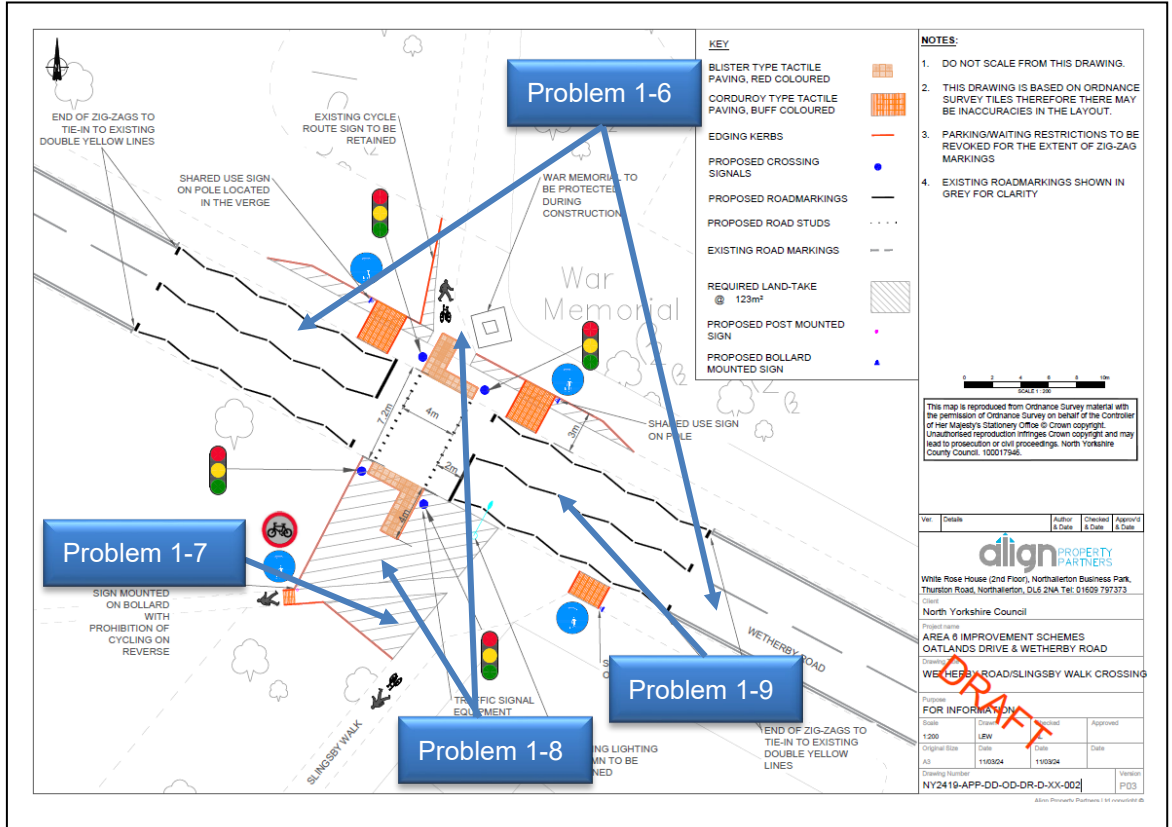 Problem 1-6
Problem 1-7
Problem 1-8
Problem 1-9
END OF ZIG-ZAGS TO
TIE-IN TO EXISTING
DOUBLE YELLOW LINES
EXISTING CYCLE
ROUTE SIGN TO BE
RETAINED
SHARED USE SIGN
ON POLE LOCATED
IN THE VERGE
WAR MEMORIAL TO
BE PROTECTED
DURING
CONSTRUCTION
War
Memorial
7.2m
4m
2m
4m
3m
SHARED USE SIGN
ON POLE
SIGN MOUNTED
ON BOLLARD
WITH
PROHIBITION OF
CYCLING ON
REVERSE
TRAFFIC SIGNAL
EQUIPMENT
SLINGSBY WALK
WETHERBY ROAD
END OF ZIG-ZAGS TO
TIE-IN TO EXISTING
DOUBLE YELLOW
LINES
KEY
BLISTER TYPE TACTILE
PAVING, RED COLOURED
CORDUROY TYPE TACTILE
PAVING, BUFF COLOURED
EDGING KERBS
PROPOSED CROSSING
SIGNALS
PROPOSED ROADMARKINGS
PROPOSED ROAD STUDS
EXISTING ROAD MARKINGS
REQUIRED LAND-TAKE
@ 123m²
PROPOSED POST MOUNTED
SIGN
PROPOSED BOLLARD
MOUNTED SIGN
NOTES:
1. DO NOT SCALE FROM THIS DRAWING.
2. THIS DRAWING IS BASED ON ORDNANCE
SURVEY TILES THEREFORE THERE MAY
BE INACCURACIES IN THE LAYOUT.
3. PARKING/WAITING RESTRICTIONS TO BE
REVOKED FOR THE EXTENT OF ZIG-ZAG
MARKINGS
4. EXISTING ROADMARKINGS SHOWN IN
GREY FOR CLARITY
0 2 4 6 8 10m
SCALE 1:200
This map is reproduced from Ordnance Survey material with
the permission of Ordnance Survey on behalf of the Controller
of Her Majesty's Stationery Office © Crown copyright.
Unauthorised reproduction infringes Crown copyright and may
lead to prosecution or civil proceedings. North Yorkshire
County Council. 100017946.
Ver. Details Author & Date Checked & Date Approv'd & Date
align PROPERTY PARTNERS
White Rose House (2nd Floor), Northallerton Business Park,
Thurston Road, Northallerton, DL6 2NA Tel: 01609 797373
Client
North Yorkshire Council
Project name
AREA 6 IMPROVEMENT SCHEMES
OATLANDS DRIVE & WETHERBY ROAD
WETHERBY ROAD/SLINGSBY WALK CROSSING
Purpose
FOR INFORMATION
DRAFT
Scale Drawn Checked Approved
1:200 LEW
Original Size Date Date Date
A3 11/03/24 11/03/24
Drawing Number Version
NY2419-APP-DD-OD-DR-D-XX-002 P03
Align Property Partners Ltd copyright ©